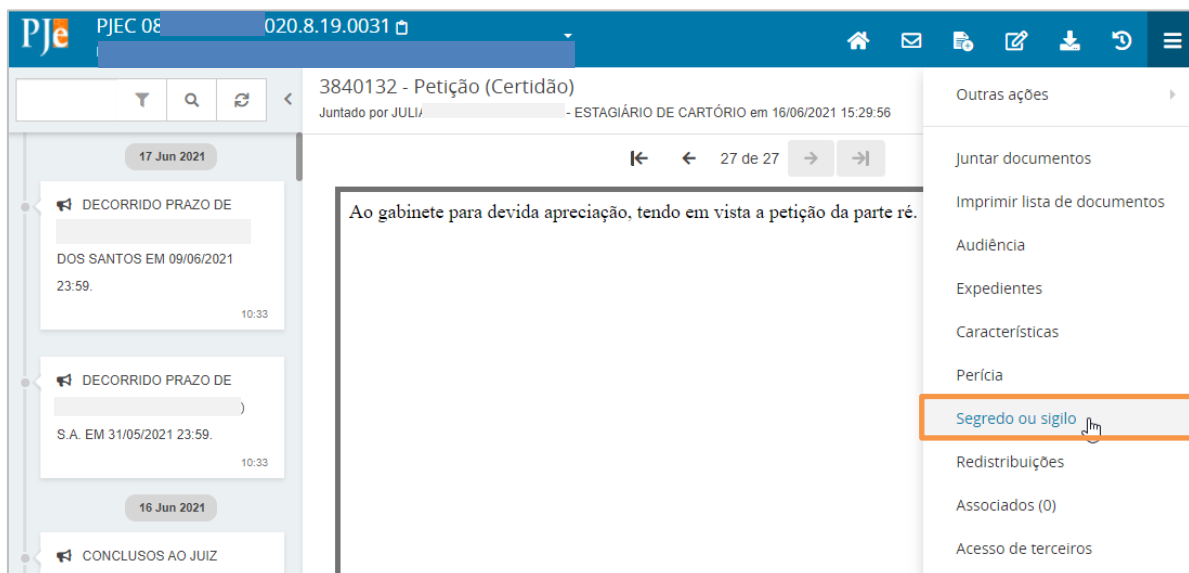 PJe
PJEC 08 020.8.19.0031
3840132 - Petição (Certidão)
Juntado por JULIA - ESTAGIÁRIO DE CARTÓRIO em 16/06/2021 15:29:56
27 de 27
17 Jun 2021
DECORRIDO PRAZO DE
DOS SANTOS EM 09/06/2021
23:59.
10:33
DECORRIDO PRAZO DE
)
S.A. EM 31/05/2021 23:59.
10:33
16 Jun 2021
CONCLUSOS AO JUIZ
Ao gabinete para devida apreciação, tendo em vista a petição da parte ré.
Outras ações
Juntar documentos
Imprimir lista de documentos
Audiência
Expedientes
Características
Perícia
Segredo ou sigilo
Redistribuições
Associados (0)
Acesso de terceiros